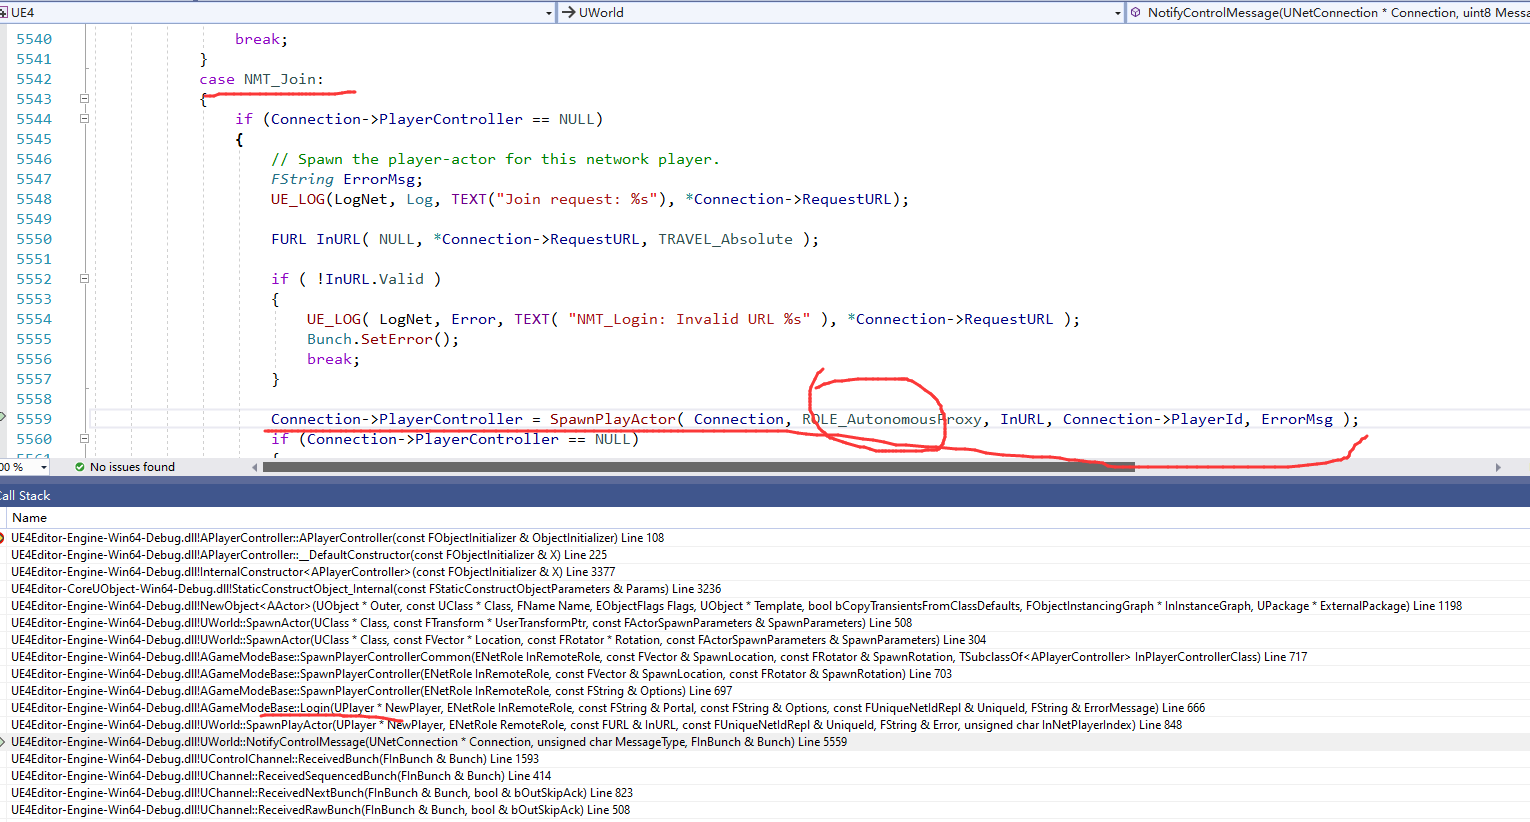 UE4
UWorld
NotifyControlMessage(UNetConnection * Connection, uint8 Messa
5540 break;
5541 }
5542 case NMT_Join:
5543 {
5544 if (Connection->PlayerController == NULL)
5545 {
5546 // Spawn the player-actor for this network player.
5547 FString ErrorMsg;
5548 UE_LOG(LogNet, Log, TEXT("Join request: %s"), *Connection->RequestURL);
5549
5550 FURL InURL( NULL, *Connection->RequestURL, TRAVEL_Absolute );
5551
5552 if ( !InURL.Valid )
5553 {
5554 UE_LOG( LogNet, Error, TEXT( "NMT_Login: Invalid URL %s" ), *Connection->RequestURL );
5555 Bunch.SetError();
5556 break;
5557 }
5558
5559 Connection->PlayerController = SpawnPlayActor( Connection, ROLE_AutonomousProxy, InURL, Connection->PlayerId, ErrorMsg );
5560 if (Connection->PlayerController == NULL)
5561 {
00 % No issues found
Call Stack
Name
UE4Editor-Engine-Win64-Debug.dll!APlayerController::APlayerController(const FObjectInitializer & ObjectInitializer) Line 108
UE4Editor-Engine-Win64-Debug.dll!APlayerController::__DefaultConstructor(const FObjectInitializer & X) Line 225
UE4Editor-Engine-Win64-Debug.dll!InternalConstructor<APlayerController>(const FObjectInitializer & X) Line 3377
UE4Editor-CoreUObject-Win64-Debug.dll!StaticConstructObject_Internal(const FStaticConstructObjectParameters & Params) Line 3236
UE4Editor-Engine-Win64-Debug.dll!NewObject<AActor>(UObject * Outer, const UClass * Class, FName Name, EObjectFlags Flags, UObject * Template, bool bCopyTransientsFromClassDefaults, FObjectInstancingGraph * InInstanceGraph, UPackage * ExternalPackage) Line 1198
UE4Editor-Engine-Win64-Debug.dll!UWorld::SpawnActor(UClass * Class, const FTransform * UserTransformPtr, const FActorSpawnParameters & SpawnParameters) Line 508
UE4Editor-Engine-Win64-Debug.dll!UWorld::SpawnActor(UClass * Class, const FVector * Location, const FRotator * Rotation, const FActorSpawnParameters & SpawnParameters) Line 304
UE4Editor-Engine-Win64-Debug.dll!AGameModeBase::SpawnPlayerControllerCommon(ENetRole InRemoteRole, const FVector & SpawnLocation, const FRotator & SpawnRotation, TSubclassOf<APlayerController> InPlayerControllerClass) Line 717
UE4Editor-Engine-Win64-Debug.dll!AGameModeBase::SpawnPlayerController(ENetRole InRemoteRole, const FVector & SpawnLocation, const FRotator & SpawnRotation) Line 703
UE4Editor-Engine-Win64-Debug.dll!AGameModeBase::SpawnPlayerController(ENetRole InRemoteRole, const FString & Options) Line 697
UE4Editor-Engine-Win64-Debug.dll!AGameModeBase::Login(UPlayer * NewPlayer, ENetRole InRemoteRole, const FString & Portal, const FString & Options, const FUniqueNetIdRepl & UniqueId, FString & ErrorMessage) Line 666
UE4Editor-Engine-Win64-Debug.dll!UWorld::SpawnPlayActor(UPlayer * NewPlayer, ENetRole RemoteRole, const FURL & InURL, const FUniqueNetIdRepl & UniqueId, FString & Error, unsigned char InNetPlayerIndex) Line 848
UE4Editor-Engine-Win64-Debug.dll!UWorld::NotifyControlMessage(UNetConnection * Connection, unsigned char MessageType, FInBunch & Bunch) Line 5559
UE4Editor-Engine-Win64-Debug.dll!UControlChannel::ReceivedBunch(FInBunch & Bunch) Line 1593
UE4Editor-Engine-Win64-Debug.dll!UChannel::ReceivedSequencedBunch(FInBunch & Bunch) Line 414
UE4Editor-Engine-Win64-Debug.dll!UChannel::ReceivedNextBunch(FInBunch & Bunch, bool & bOutSkipAck) Line 823
UE4Editor-Engine-Win64-Debug.dll!UChannel::ReceivedRawBunch(FInBunch & Bunch, bool & bOutSkipAck) Line 508